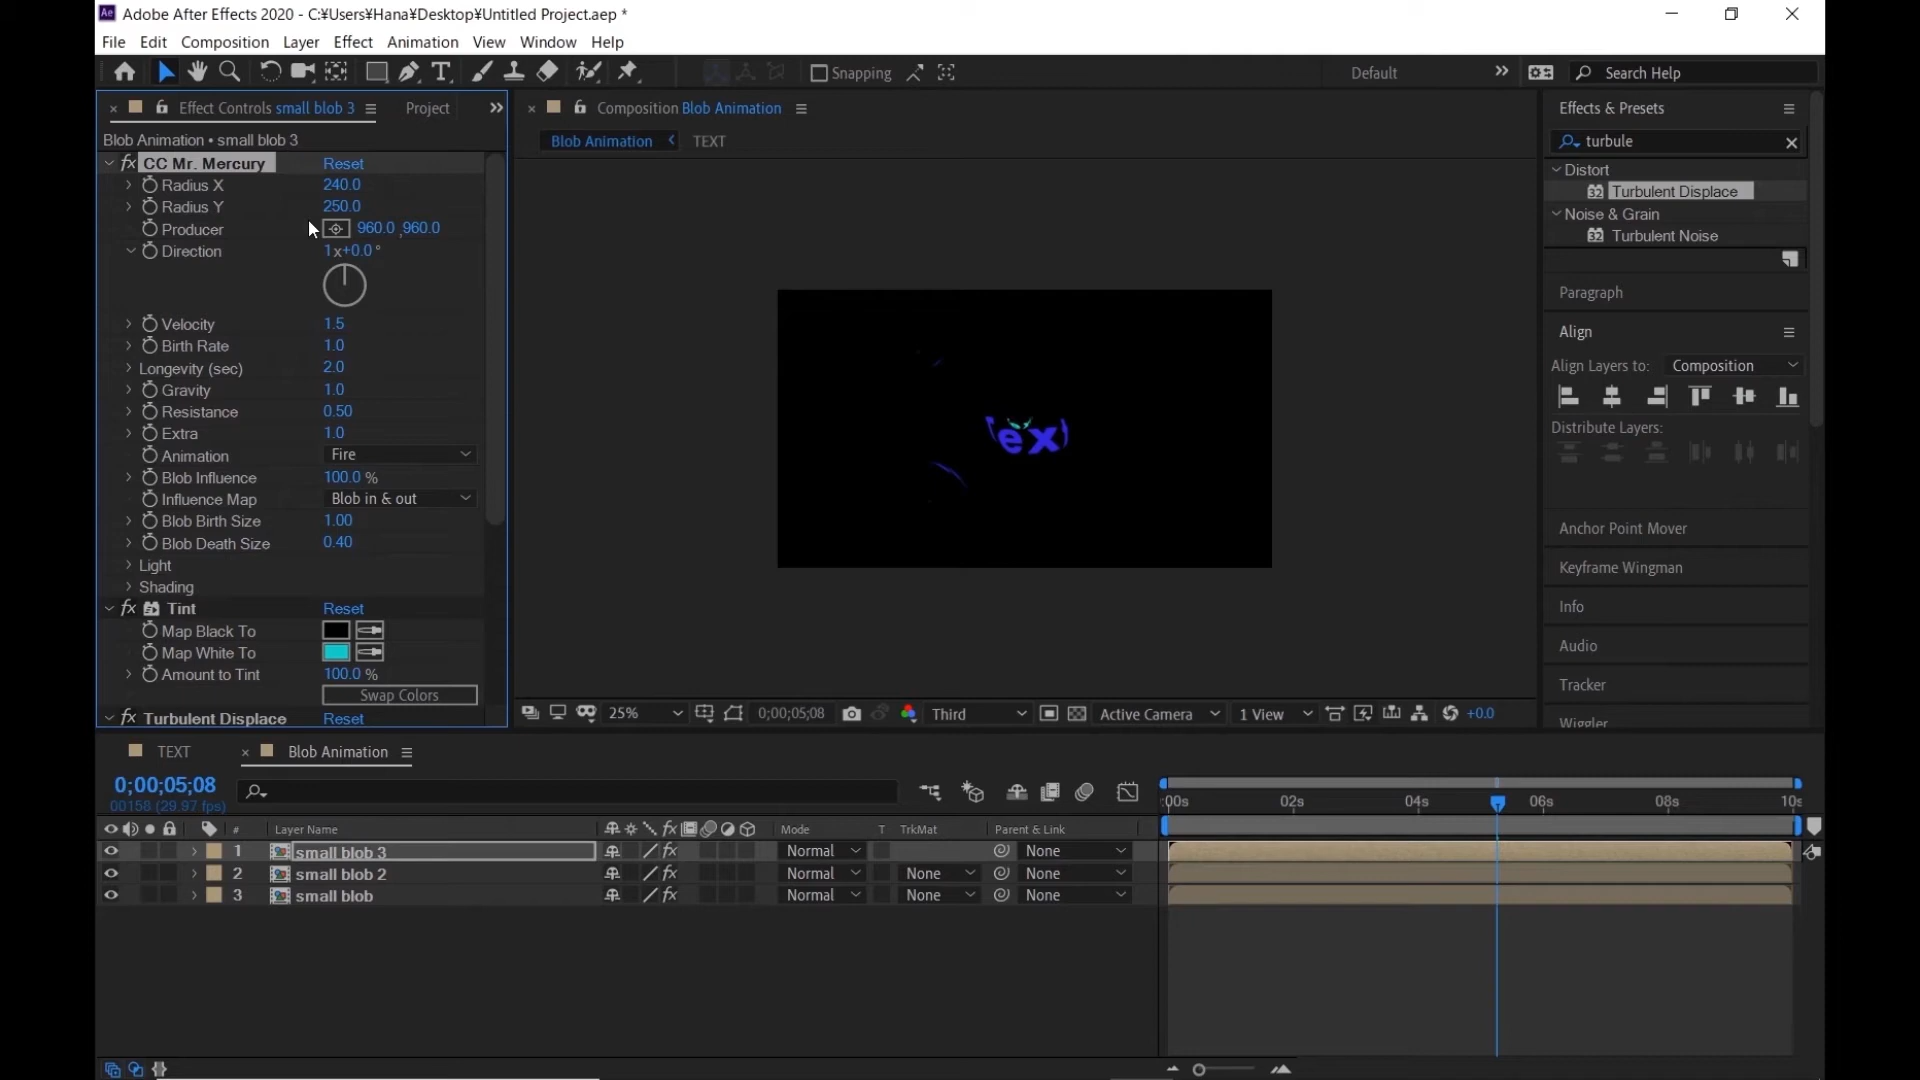 Adobe After Effects 2020 - C:¥Users¥Hana¥Desktop¥Untitled Project.aep *
File Edit Composition Layer Effect Animation View Window Help
Snapping Default Search Help
Effect Controls small blob 3 Project
Composition Blob Animation
Effects & Presets
Blob Animation • small blob 3
Blob Animation TEXT
turbule
fx CC Mr. Mercury Reset
Radius X 240.0
Radius Y 250.0
Producer 960.0 ,960.0
Direction 1x+0.0 °
Velocity 1.5
Birth Rate 1.0
Longevity (sec) 2.0
Gravity 1.0
Resistance 0.50
Extra 1.0
Animation Fire
Blob Influence 100.0 %
Influence Map Blob in & out
Blob Birth Size 1.00
Blob Death Size 0.40
Light
Shading
fx Tint Reset
Map Black To
Map White To
Amount to Tint 100.0 %
Swap Colors
fx Turbulent Displace Reset
ex
Distort
32 Turbulent Displace
Noise & Grain
32 Turbulent Noise
Paragraph
Align
Align Layers to: Composition
Distribute Layers:
Anchor Point Mover
Keyframe Wingman
Info
Audio
Tracker
Wiggler
25% 0;00;05;08 Third Active Camera 1 View +0.0
TEXT Blob Animation
0;00;05;08
00158 (29.97 fps)
:00s 02s 04s 06s 08s 10s
# Layer Name fx Mode T TrkMat Parent & Link
1 small blob 3 fx Normal None
2 small blob 2 fx Normal None None
3 small blob fx Normal None None